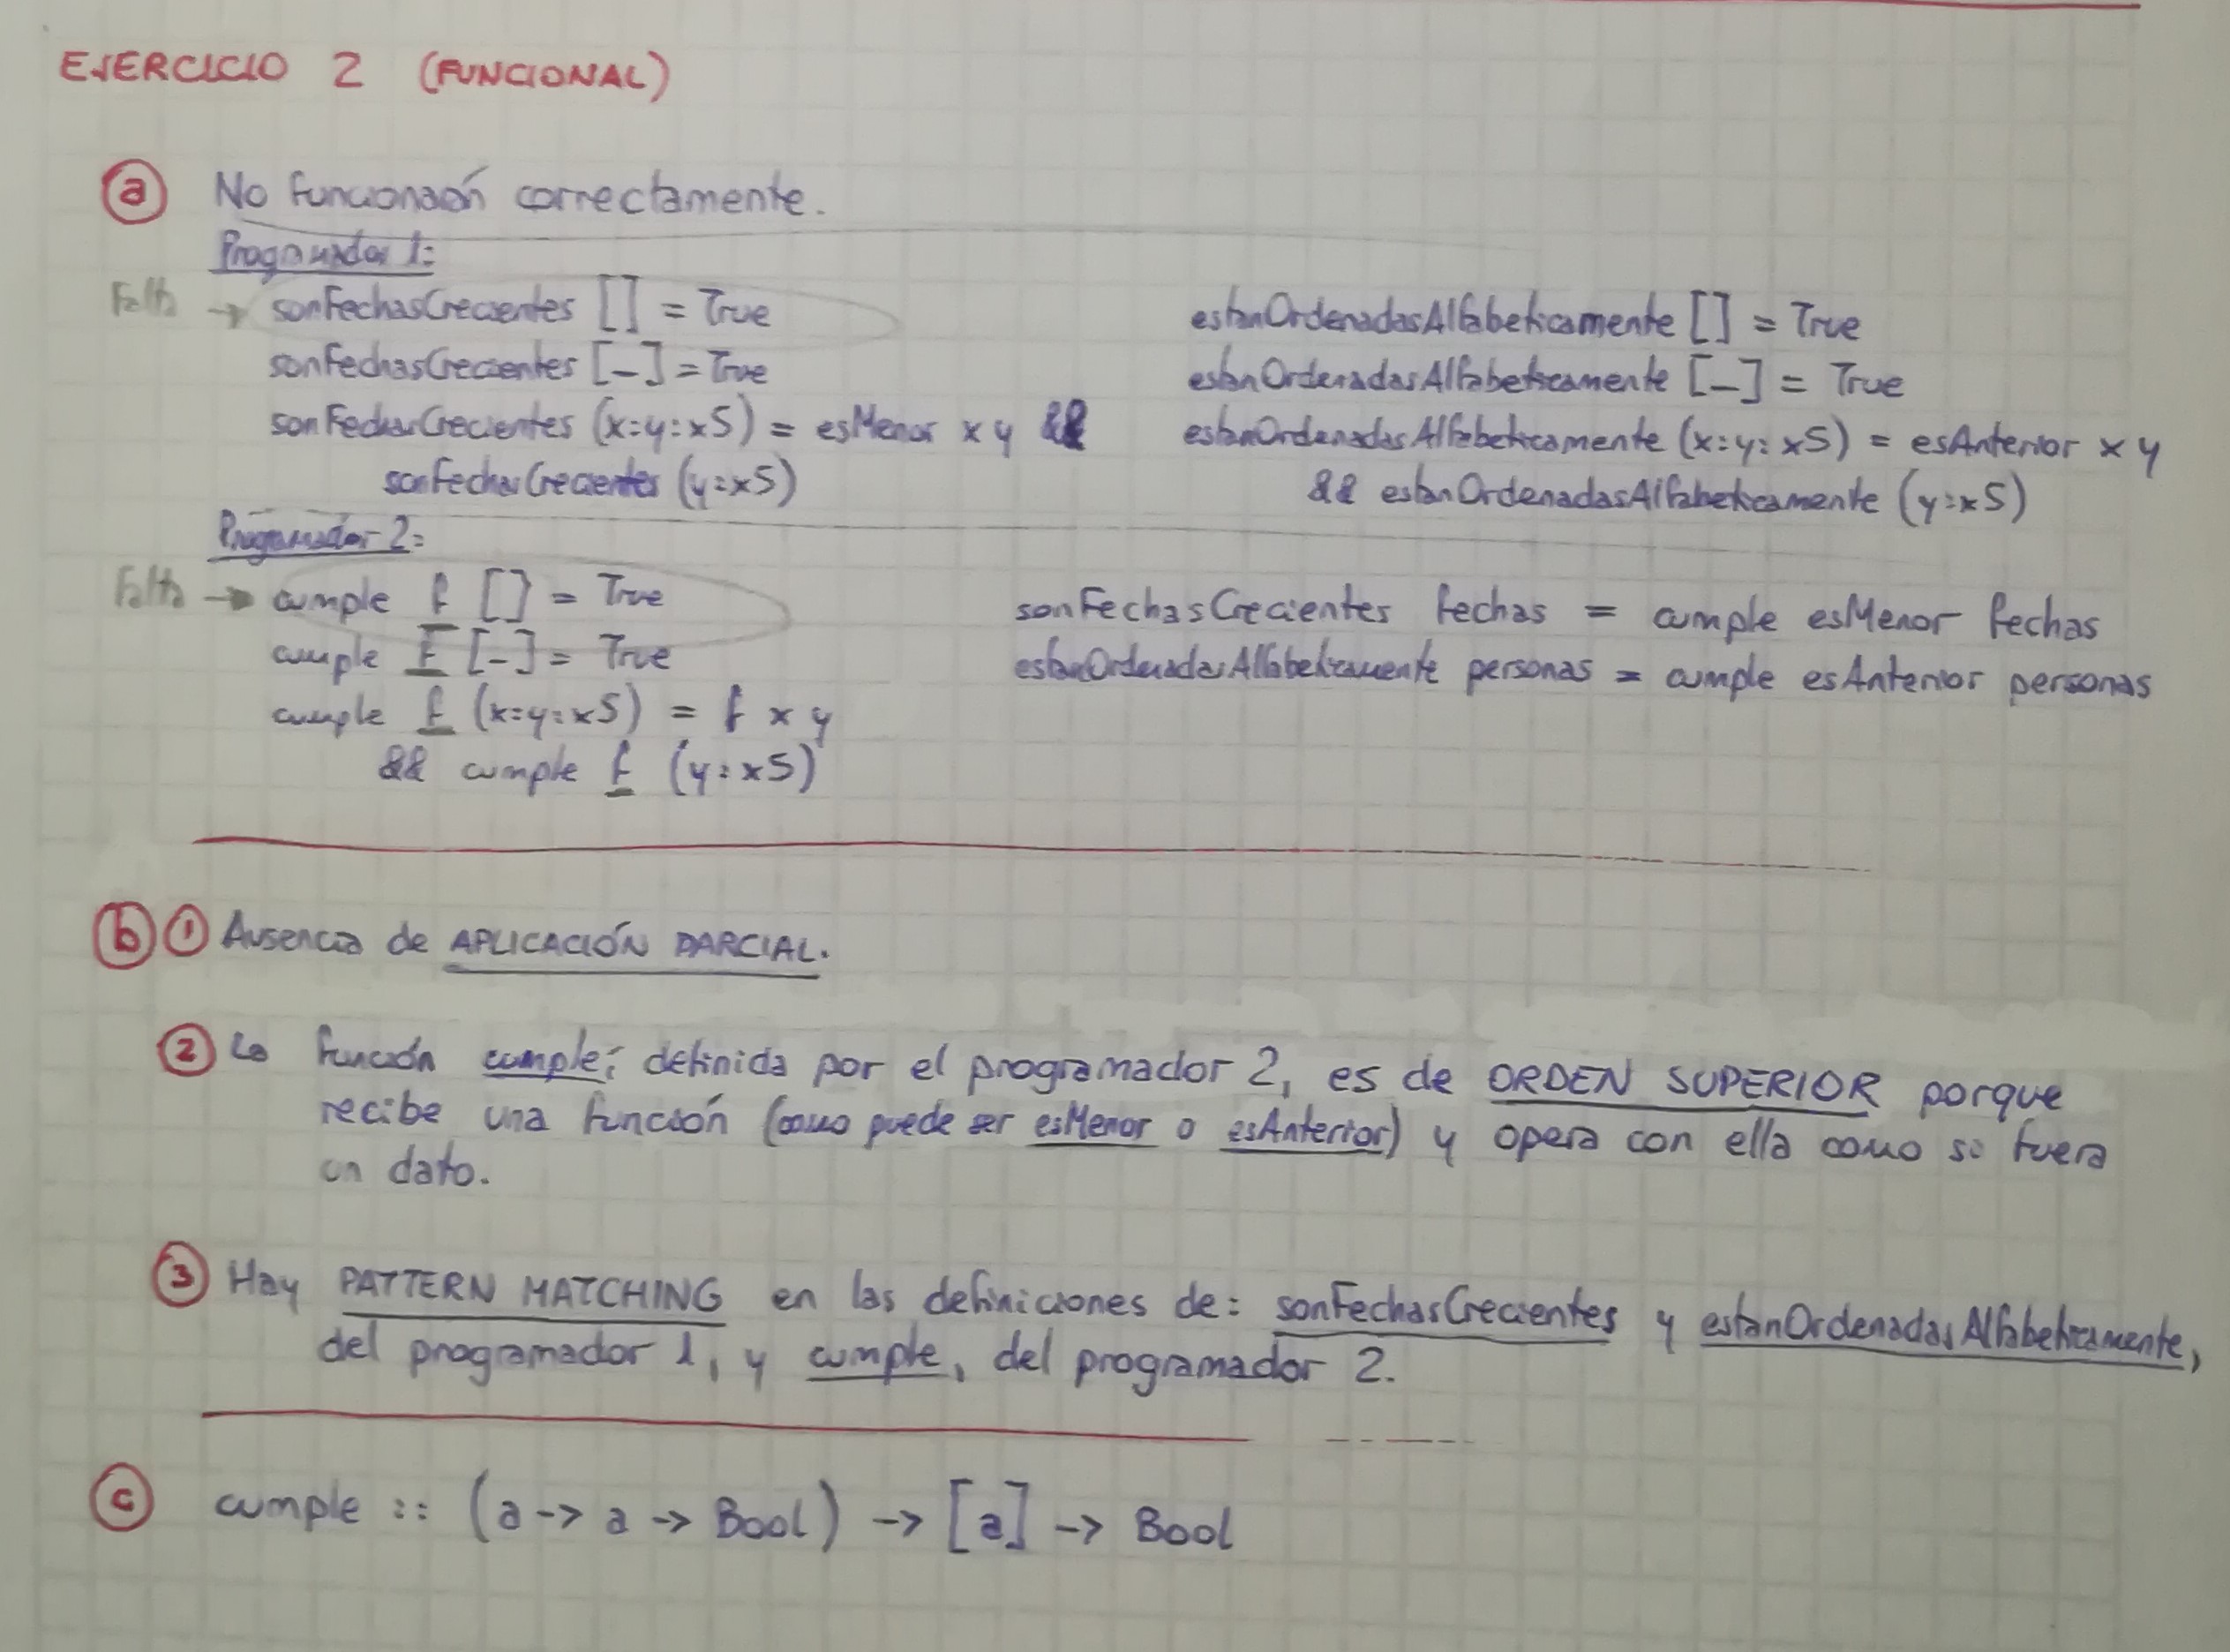 EJERCICIO 2 (FUNCIONAL)
a No funcionarán correctamente.
Programador 1:
Falta → sonFechasCrecientes [] = True
sonFechasCrecientes [_] = True
sonFechasCrecientes (x:y:xS) = esMenor x y &&
sonFechasCrecientes (y:xS)
estanOrdenadasAlfabeticamente [] = True
estanOrdenadasAlfabeticamente [_] = True
estanOrdenadasAlfabeticamente (x:y:xS) = esAnterior x y
&& estanOrdenadasAlfabeticamente (y:xS)
Programador 2:
Falta → cumple f [] = True
cumple f [_] = True
cumple f (x:y:xS) = f x y
&& cumple f (y:xS)
sonFechasCrecientes fechas = cumple esMenor fechas
estanOrdenadasAlfabeticamente personas = cumple esAnterior personas
b 1 Ausencia de APLICACIÓN PARCIAL.
2 La función cumple, definida por el programador 2, es de ORDEN SUPERIOR porque
recibe una función (como puede ser esMenor o esAnterior) y opera con ella como si fuera
un dato.
3 Hay PATTERN MATCHING en las definiciones de: sonFechasCrecientes y estanOrdenadasAlfabeticamente,
del programador 1, y cumple, del programador 2.
c cumple :: (a -> a -> Bool) -> [a] -> Bool